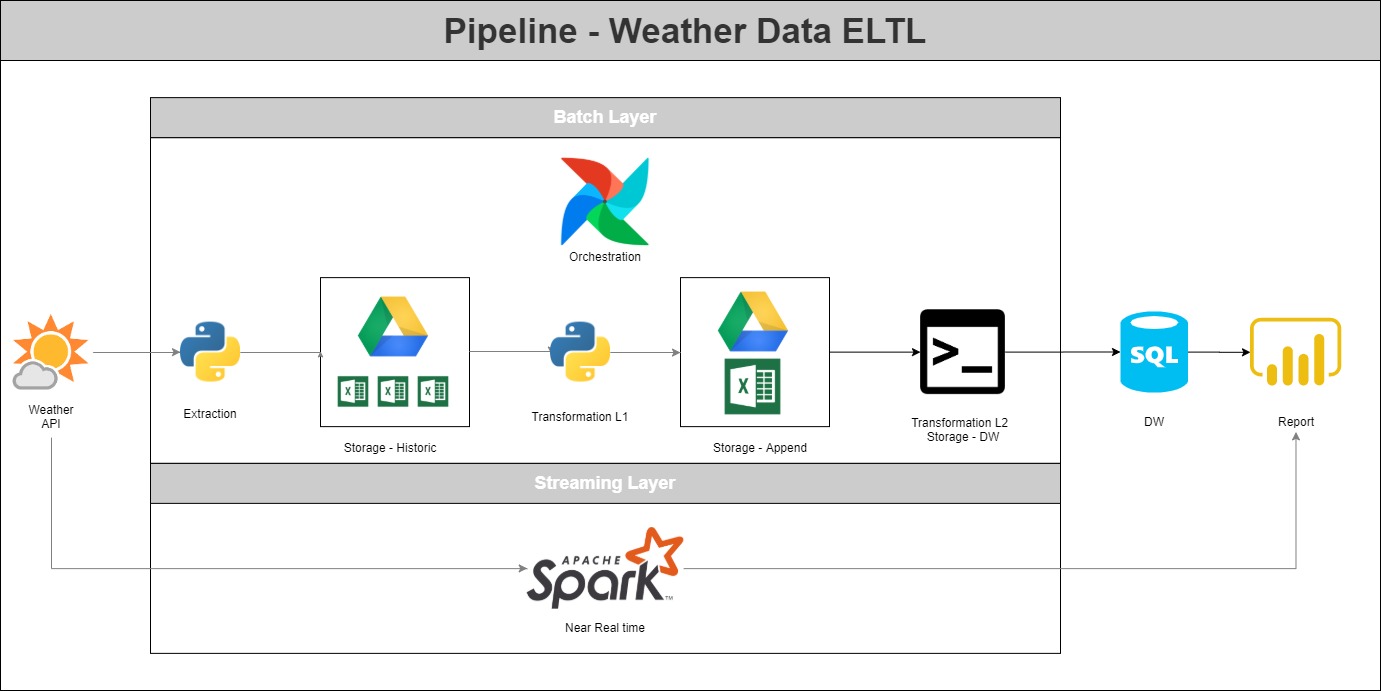 Pipeline - Weather Data ELTL
Batch Layer
Orchestration
Weather
API
Extraction
Storage - Historic
X
X
X
Transformation L1
Storage - Append
X
>_
Transformation L2
Storage - DW
SQL
DW
Report
Streaming Layer
APACHE
Spark™
Near Real time